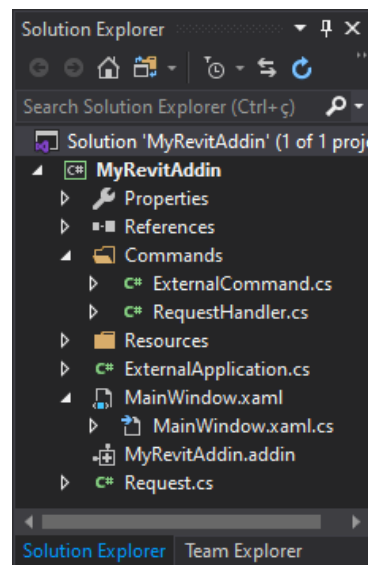 Solution Explorer
Search Solution Explorer (Ctrl+ç)
Solution 'MyRevitAddin' (1 of 1 proj
C# MyRevitAddin
Properties
References
Commands
C# ExternalCommand.cs
C# RequestHandler.cs
Resources
C# ExternalApplication.cs
MainWindow.xaml
MainWindow.xaml.cs
MyRevitAddin.addin
C# Request.cs
Solution Explorer Team Explorer